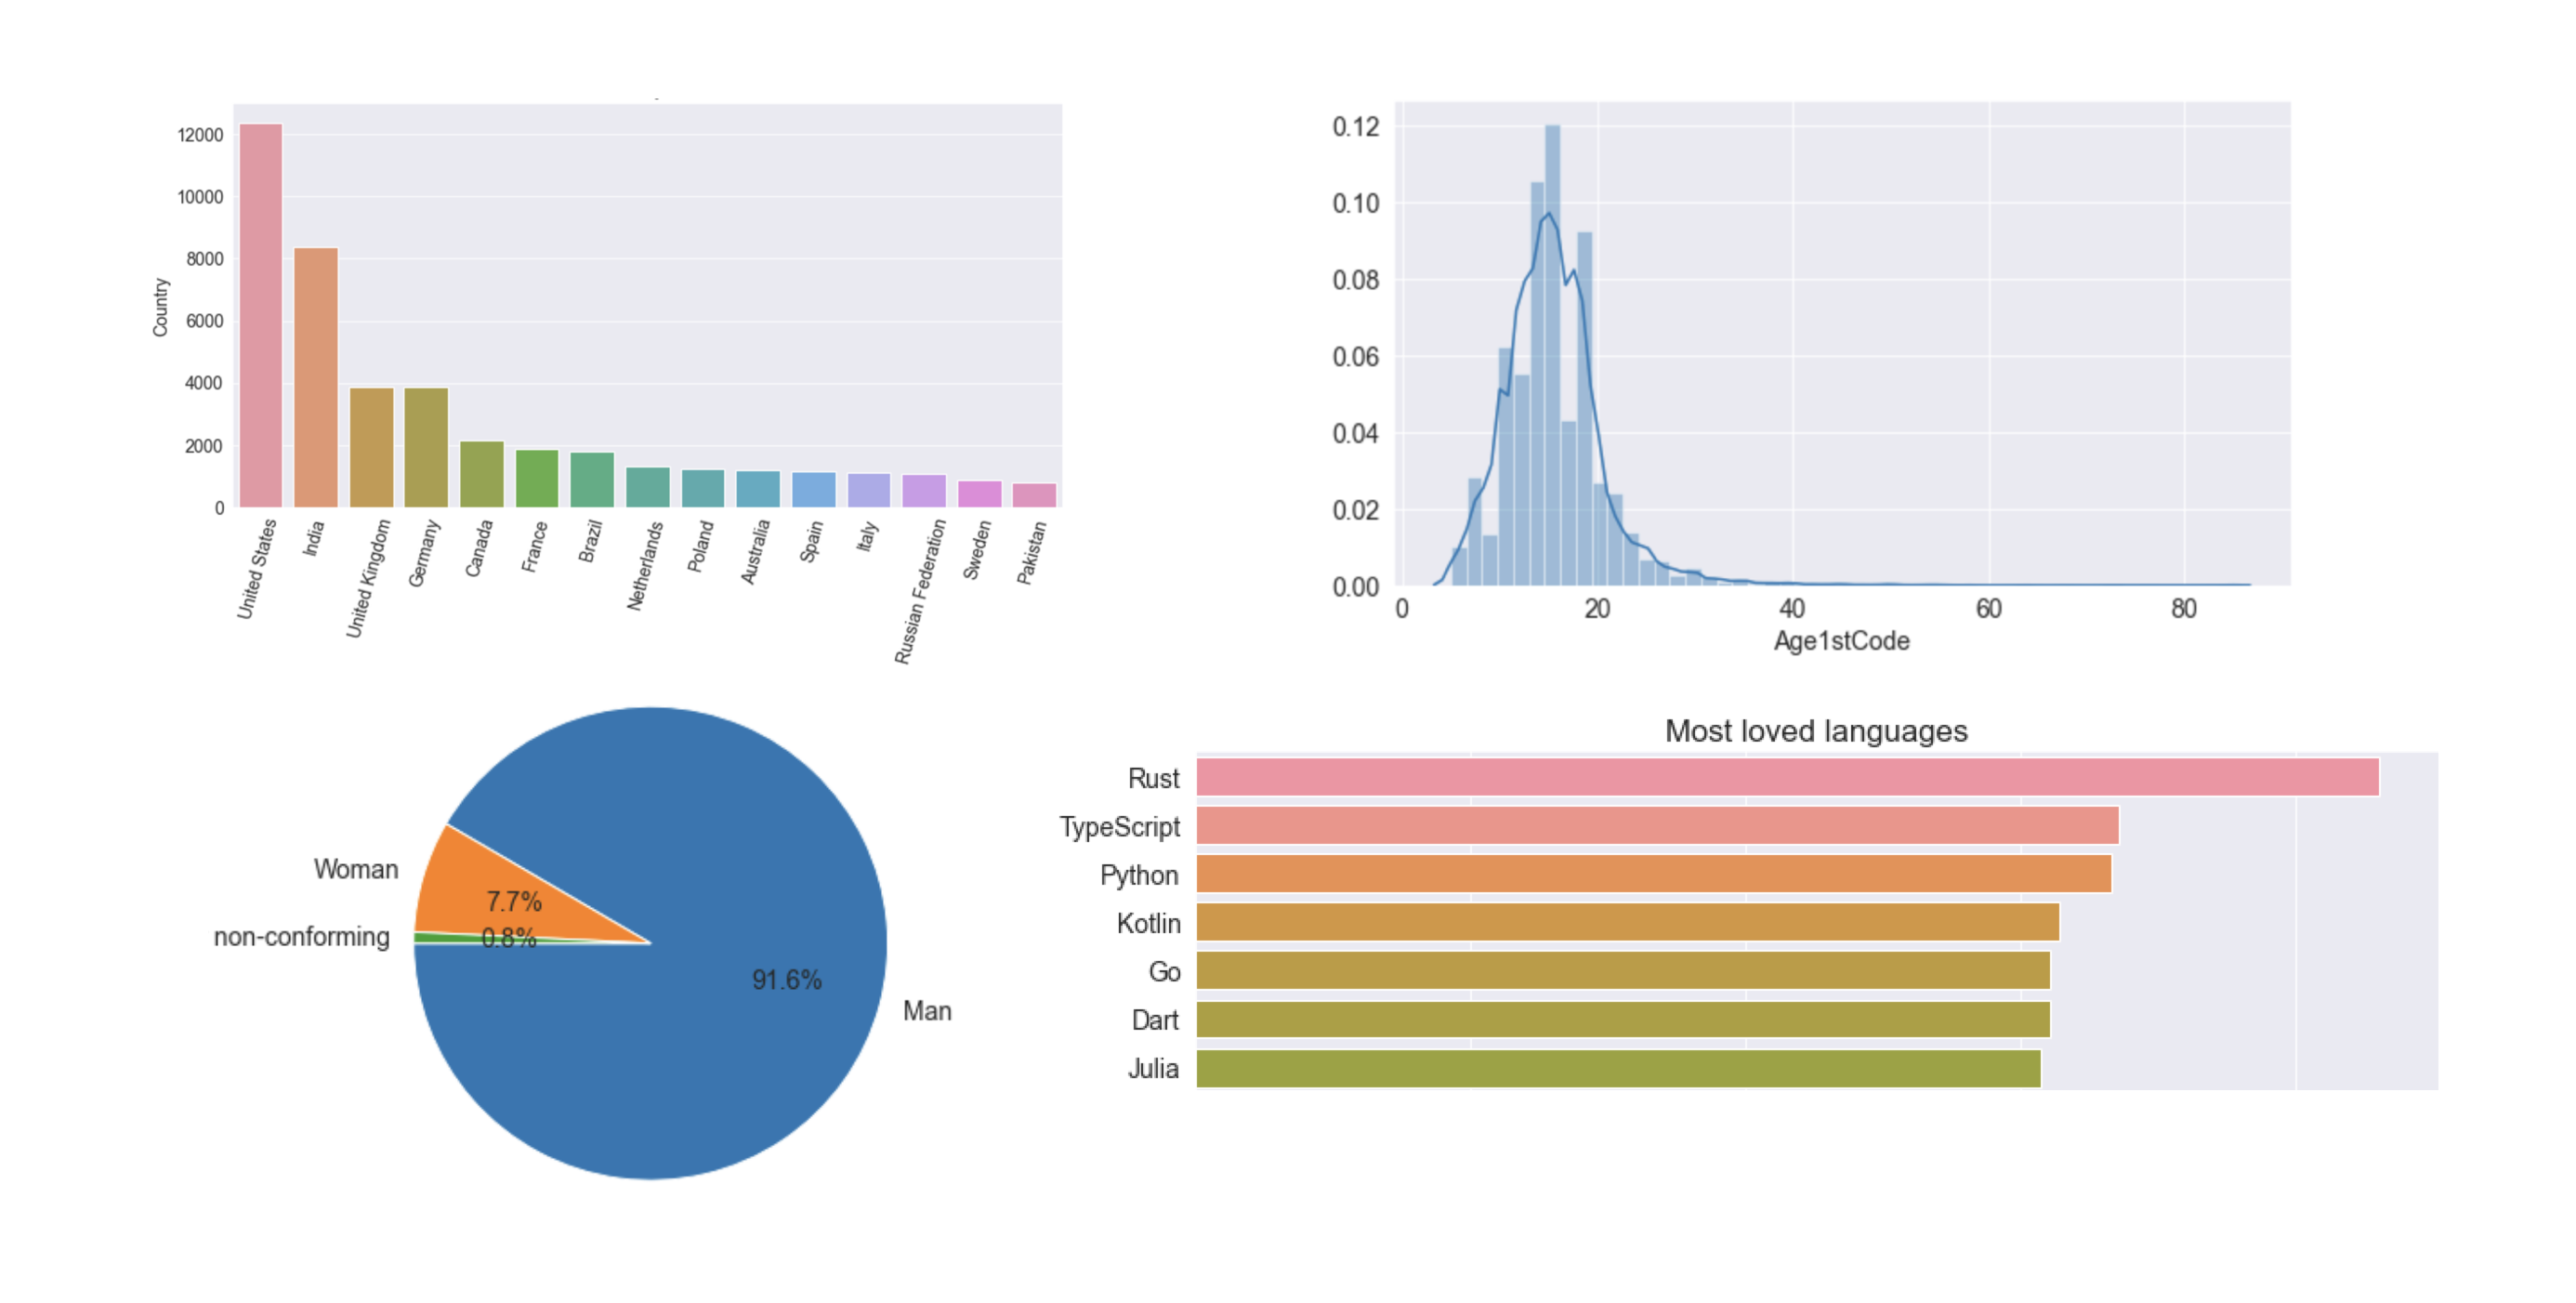 12000
10000
8000
6000
4000
2000
0
Country
United States
India
United Kingdom
Germany
Canada
France
Brazil
Netherlands
Poland
Australia
Spain
Italy
Russian Federation
Sweden
Pakistan
0.12
0.10
0.08
0.06
0.04
0.02
0.00
0 20 40 60 80
Age1stCode
Woman
7.7%
non-conforming
0.8%
91.6%
Man
Most loved languages
Rust
TypeScript
Python
Kotlin
Go
Dart
Julia